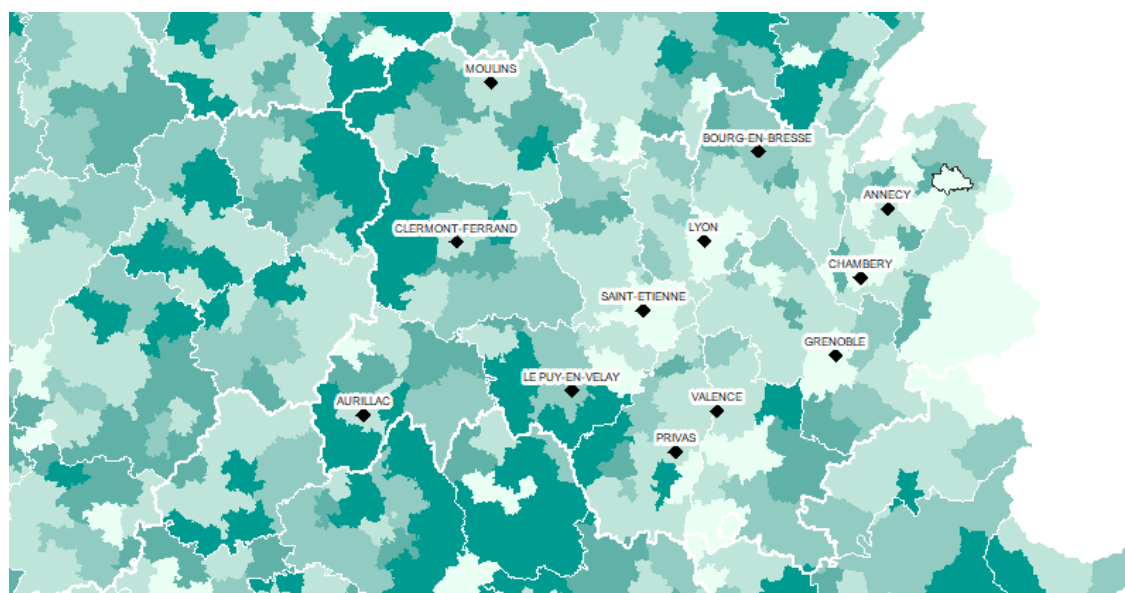 MOULINS
BOURG-EN-BRESSE
ANNECY
CLERMONT-FERRAND
LYON
CHAMBERY
SAINT-ETIENNE
GRENOBLE
LE PUY-EN-VELAY
AURILLAC
VALENCE
PRIVAS